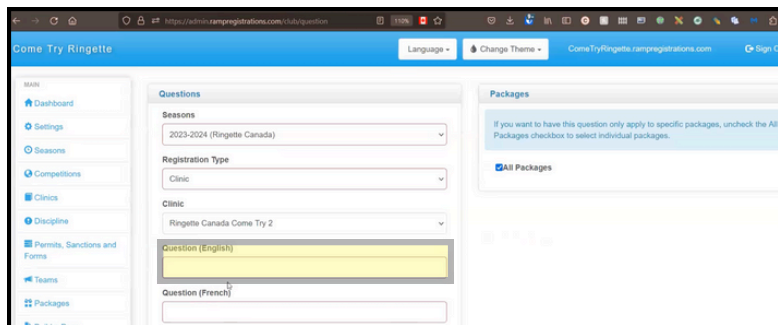 https://admin.rampregistrations.com/club/question
110%
Come Try Ringette
Language
Change Theme
ComeTryRingette.rampregistrations.com
Sign
MAIN
Dashboard
Settings
Seasons
Competitions
Clinics
Discipline
Permits, Sanctions and
Forms
Teams
Packages
Questions
Seasons
2023-2024 (Ringette Canada)
Registration Type
Clinic
Clinic
Ringette Canada Come Try 2
Question (English)
Question (French)
Packages
If you want to have this question only apply to specific packages, uncheck the All
Packages checkbox to select individual packages.
All Packages